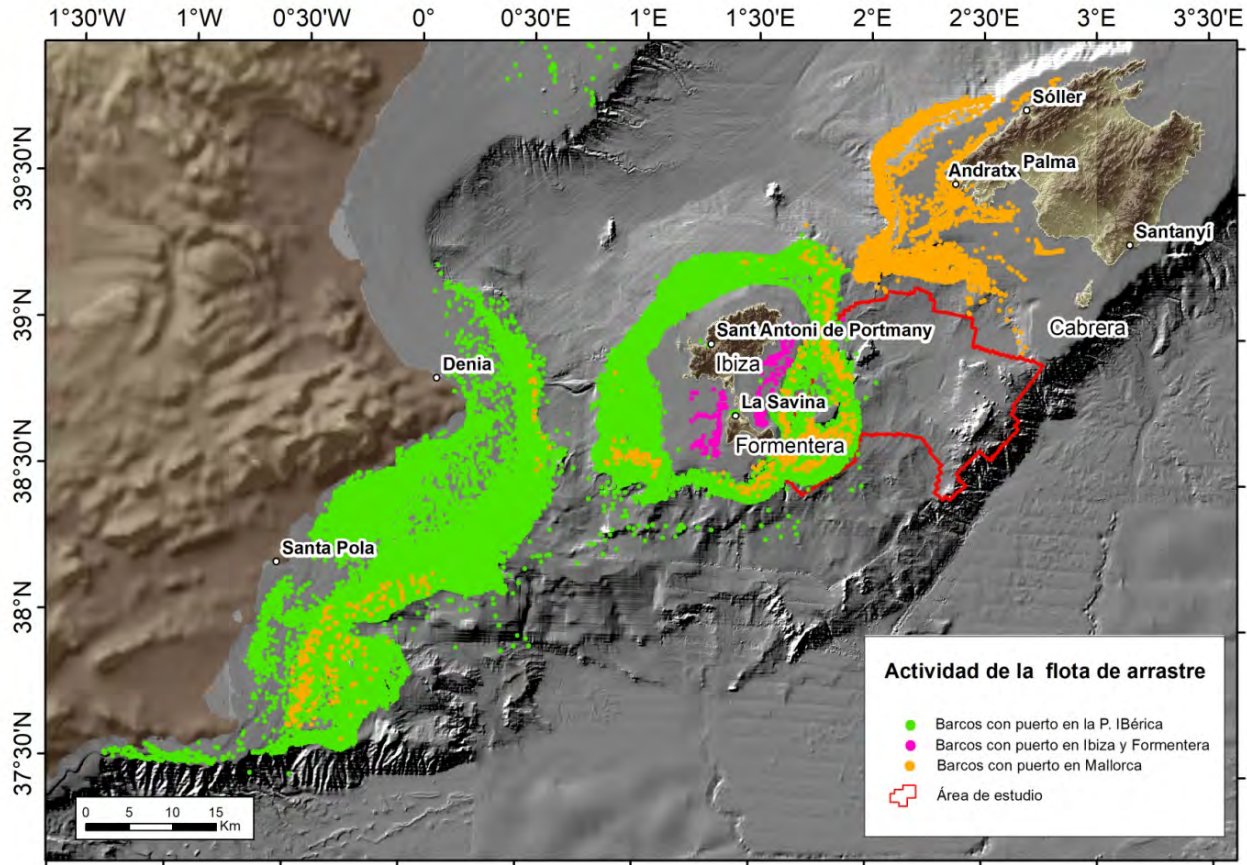 1°30'W 1°W 0°30'W 0° 0°30'E 1°E 1°30'E 2°E 2°30'E 3°E 3°30'E
39°30'N
39°N
38°30'N
38°N
37°30'N
Sóller
Andratx
Palma
Santanyí
Cabrera
Sant Antoni de Portmany
Ibiza
Denia
La Savina
Formentera
Santa Pola
Actividad de la flota de arrastre
Barcos con puerto en la P. IBérica
Barcos con puerto en Ibiza y Formentera
Barcos con puerto en Mallorca
Área de estudio
0 5 10 15
Km